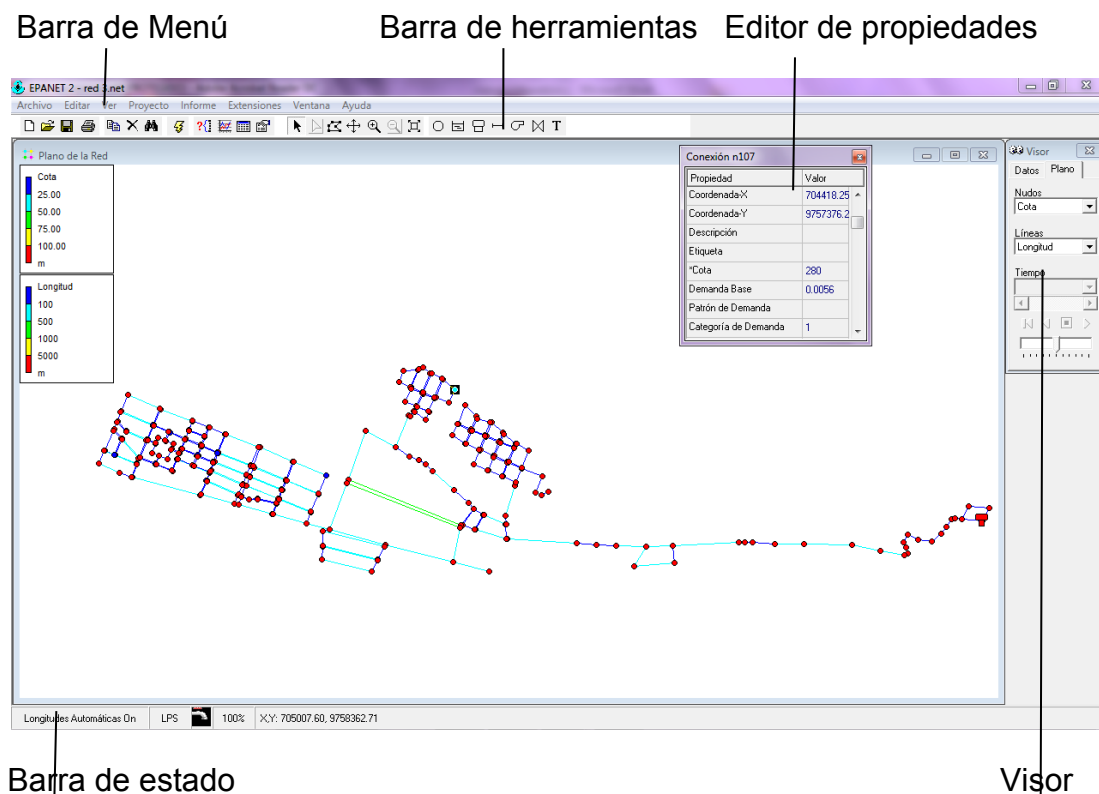 Barra de Menú
Barra de herramientas
Editor de propiedades
EPANET 2 - red 3.net
Archivo Editar Ver Proyecto Informe Extensiones Ventana Ayuda
T
Plano de la Red
Cota
25.00
50.00
75.00
100.00
m
Longitud
100
500
1000
5000
m
Conexión n107
Propiedad Valor
Coordenada-X 704418.25
Coordenada-Y 9757376.2
Descripción
Etiqueta
*Cota 280
Demanda Base 0.0056
Patrón de Demanda
Categoría de Demanda 1
Visor
Datos Plano
Nudos
Cota
Líneas
Longitud
Tiempo
Longitudes Automáticas On LPS 100% X,Y: 705007.60, 9758362.71
Barra de estado
Visor